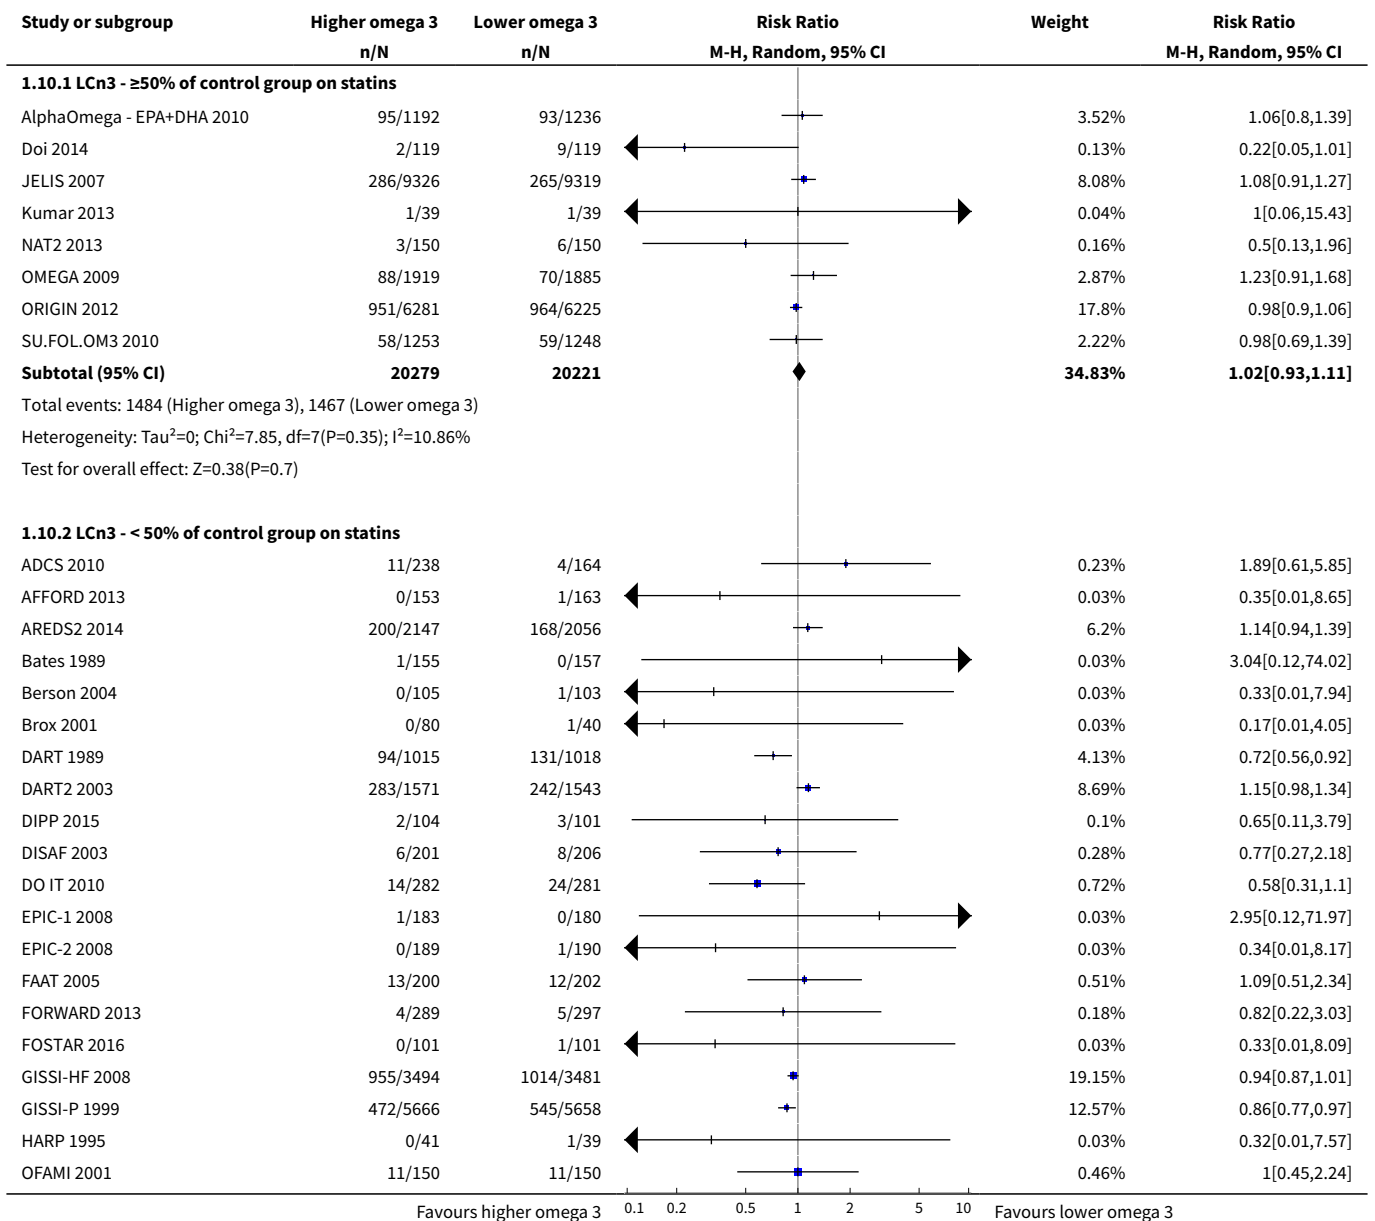 Study or subgroup Higher omega 3 Lower omega 3 Risk Ratio Weight Risk Ratio
n/N n/N M-H, Random, 95% CI M-H, Random, 95% CI
1.10.1 LCn3 - ≥50% of control group on statins
AlphaOmega - EPA+DHA 2010 95/1192 93/1236 3.52% 1.06[0.8,1.39]
Doi 2014 2/119 9/119 0.13% 0.22[0.05,1.01]
JELIS 2007 286/9326 265/9319 8.08% 1.08[0.91,1.27]
Kumar 2013 1/39 1/39 0.04% 1[0.06,15.43]
NAT2 2013 3/150 6/150 0.16% 0.5[0.13,1.96]
OMEGA 2009 88/1919 70/1885 2.87% 1.23[0.91,1.68]
ORIGIN 2012 951/6281 964/6225 17.8% 0.98[0.9,1.06]
SU.FOL.OM3 2010 58/1253 59/1248 2.22% 0.98[0.69,1.39]
Subtotal (95% CI) 20279 20221 34.83% 1.02[0.93,1.11]
Total events: 1484 (Higher omega 3), 1467 (Lower omega 3)
Heterogeneity: Tau²=0; Chi²=7.85, df=7(P=0.35); I²=10.86%
Test for overall effect: Z=0.38(P=0.7)
1.10.2 LCn3 - < 50% of control group on statins
ADCS 2010 11/238 4/164 0.23% 1.89[0.61,5.85]
AFFORD 2013 0/153 1/163 0.03% 0.35[0.01,8.65]
AREDS2 2014 200/2147 168/2056 6.2% 1.14[0.94,1.39]
Bates 1989 1/155 0/157 0.03% 3.04[0.12,74.02]
Berson 2004 0/105 1/103 0.03% 0.33[0.01,7.94]
Brox 2001 0/80 1/40 0.03% 0.17[0.01,4.05]
DART 1989 94/1015 131/1018 4.13% 0.72[0.56,0.92]
DART2 2003 283/1571 242/1543 8.69% 1.15[0.98,1.34]
DIPP 2015 2/104 3/101 0.1% 0.65[0.11,3.79]
DISAF 2003 6/201 8/206 0.28% 0.77[0.27,2.18]
DO IT 2010 14/282 24/281 0.72% 0.58[0.31,1.1]
EPIC-1 2008 1/183 0/180 0.03% 2.95[0.12,71.97]
EPIC-2 2008 0/189 1/190 0.03% 0.34[0.01,8.17]
FAAT 2005 13/200 12/202 0.51% 1.09[0.51,2.34]
FORWARD 2013 4/289 5/297 0.18% 0.82[0.22,3.03]
FOSTAR 2016 0/101 1/101 0.03% 0.33[0.01,8.09]
GISSI-HF 2008 955/3494 1014/3481 19.15% 0.94[0.87,1.01]
GISSI-P 1999 472/5666 545/5658 12.57% 0.86[0.77,0.97]
HARP 1995 0/41 1/39 0.03% 0.32[0.01,7.57]
OFAMI 2001 11/150 11/150 0.46% 1[0.45,2.24]
Favours higher omega 3 0.1 0.2 0.5 1 2 5 10 Favours lower omega 3